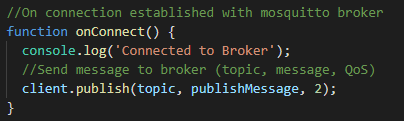 //On connection established with mosquitto broker
function onConnect() {
  console.log('Connected to Broker');
  //Send message to broker (topic, message, QoS)
  client.publish(topic, publishMessage, 2);
}